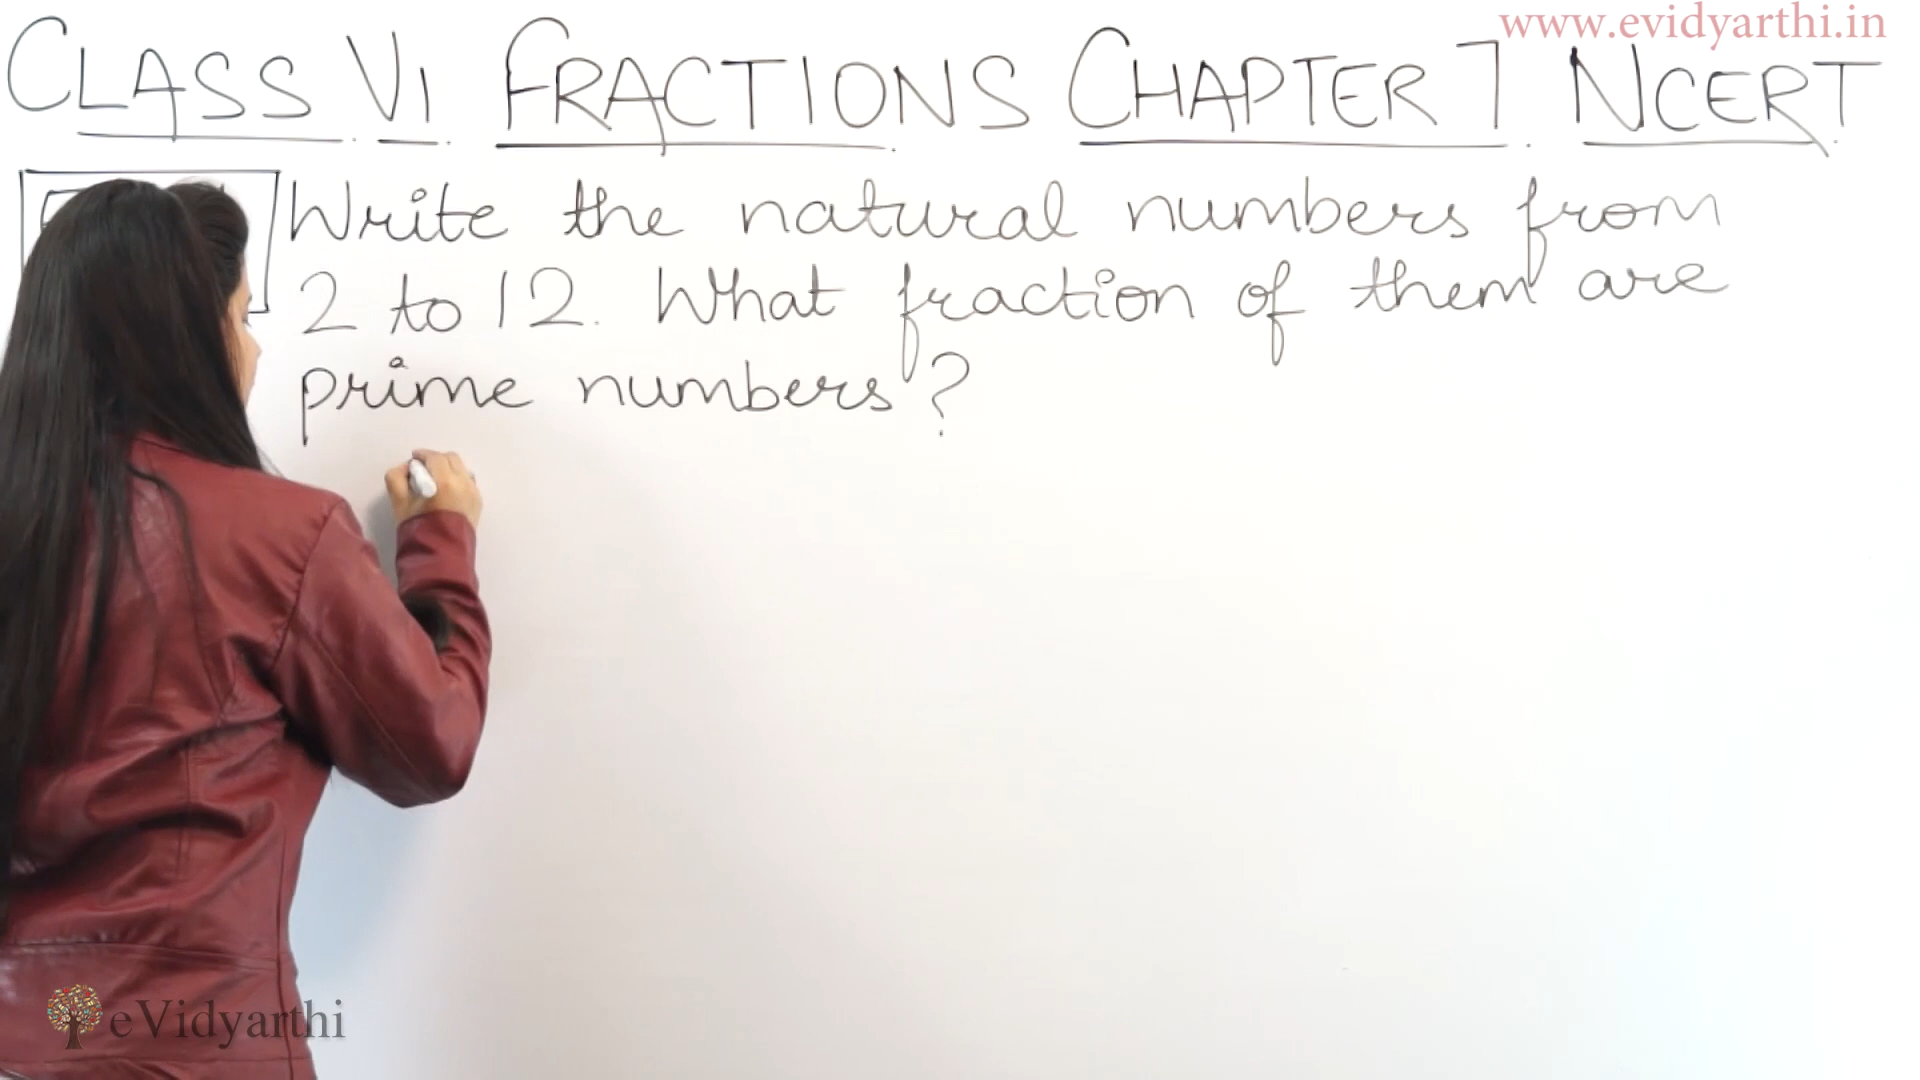 www.evidyarthi.in
CLASS VI FRACTIONS CHAPTER 7 NCERT
Write the natural numbers from
2 to 12. What fraction of them are
prime numbers?
eVidyarthi